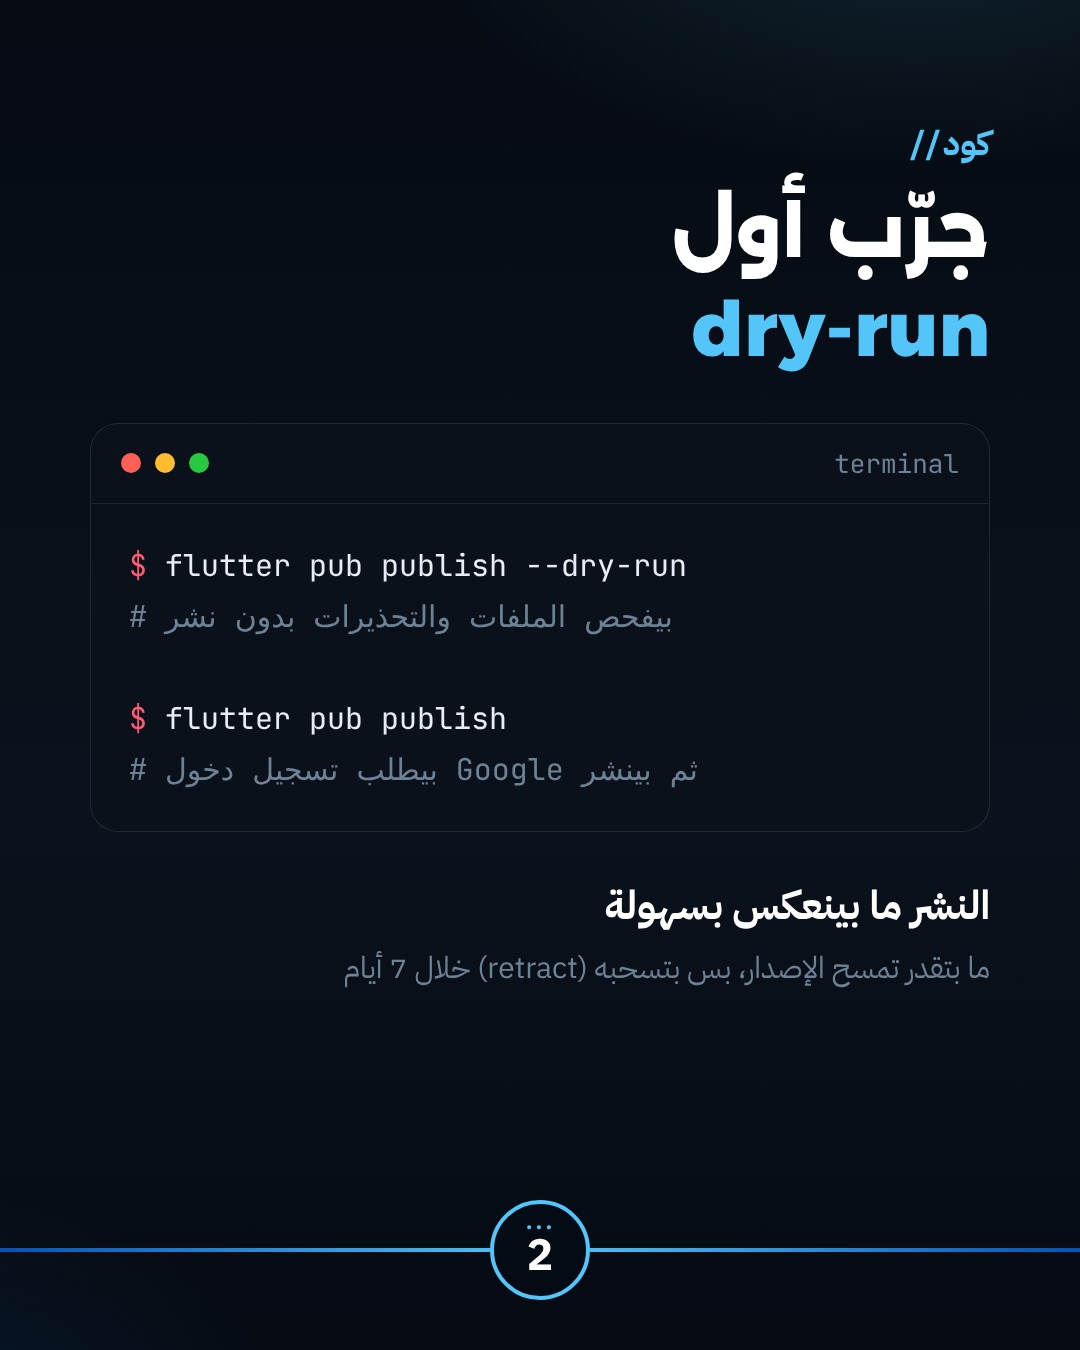 // كود
جرّب أول
dry-run
terminal
$ flutter pub publish --dry-run
# بيفحص الملفات والتحذيرات بدون نشر
$ flutter pub publish
# بيطلب تسجيل دخول Google ثم بينشر
النشر ما بينعكس بسهولة
ما بتقدر تمسح الإصدار، بس بتسحبه (retract) خلال 7 أيام
2